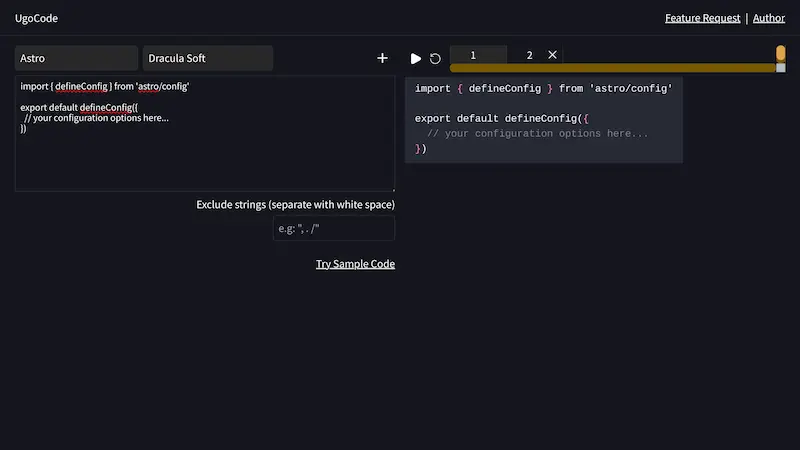 UgoCode
Feature Request | Author
Astro
Dracula Soft
+
1
2 ✕
import { defineConfig } from 'astro/config'
export default defineConfig({
// your configuration options here...
})
import { defineConfig } from 'astro/config'
export default defineConfig({
// your configuration options here...
})
Exclude strings (separate with white space)
e.g: ", . /"
Try Sample Code